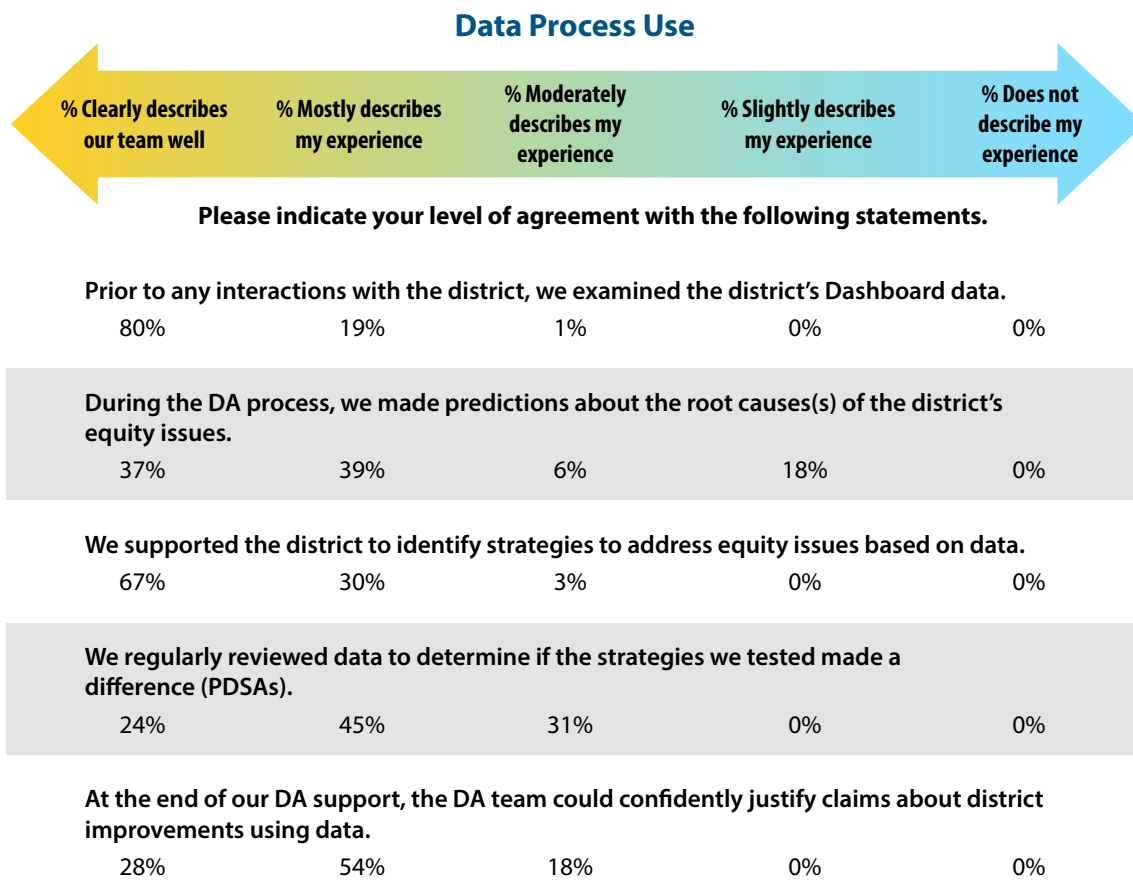 Data Process Use
% Clearly describes
our team well
% Mostly describes
my experience
% Moderately
describes my
experience
% Slightly describes
my experience
% Does not
describe my
experience
Please indicate your level of agreement with the following statements.
Prior to any interactions with the district, we examined the district’s Dashboard data.
80% 19% 1% 0% 0%
During the DA process, we made predictions about the root causes(s) of the district’s
equity issues.
37% 39% 6% 18% 0%
We supported the district to identify strategies to address equity issues based on data.
67% 30% 3% 0% 0%
We regularly reviewed data to determine if the strategies we tested made a
difference (PDSAs).
24% 45% 31% 0% 0%
At the end of our DA support, the DA team could confidently justify claims about district
improvements using data.
28% 54% 18% 0% 0%